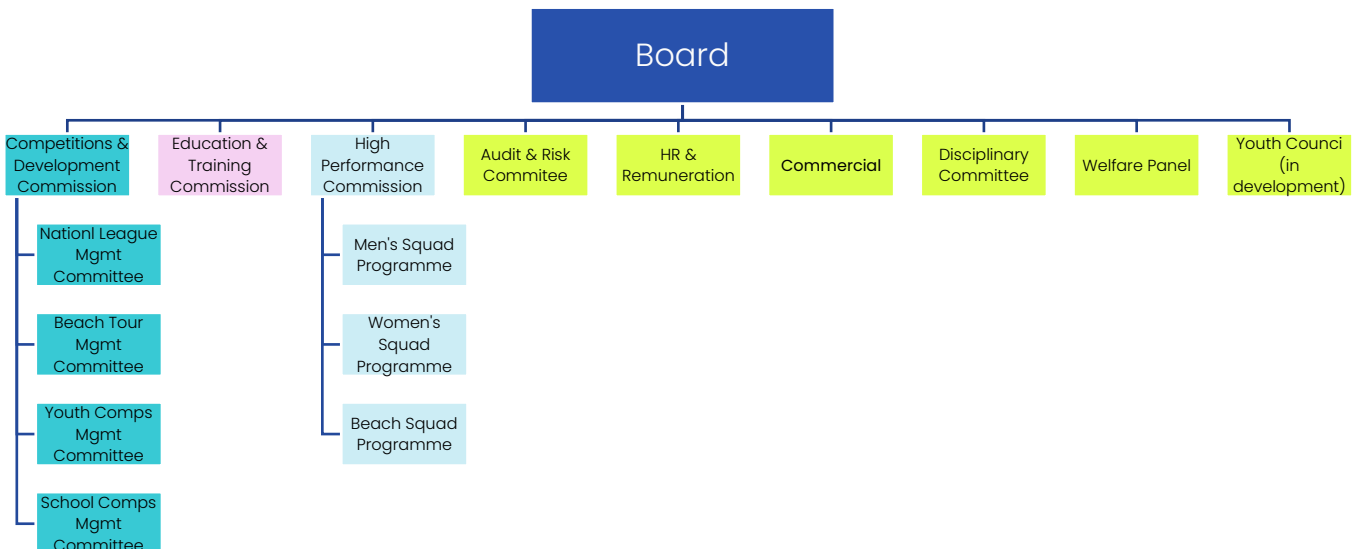 Board
Competitions &
Development
Commission
Education &
Training
Commission
High
Performance
Commission
Audit & Risk
Commitee
HR &
Remuneration
Commercial
Disciplinary
Committee
Welfare Panel
Youth Counci
(in
development)
Nationl League
Mgmt
Committee
Beach Tour
Mgmt
Committee
Youth Comps
Mgmt
Committee
School Comps
Mgmt
Committee
Men's Squad
Programme
Women's
Squad
Programme
Beach Squad
Programme